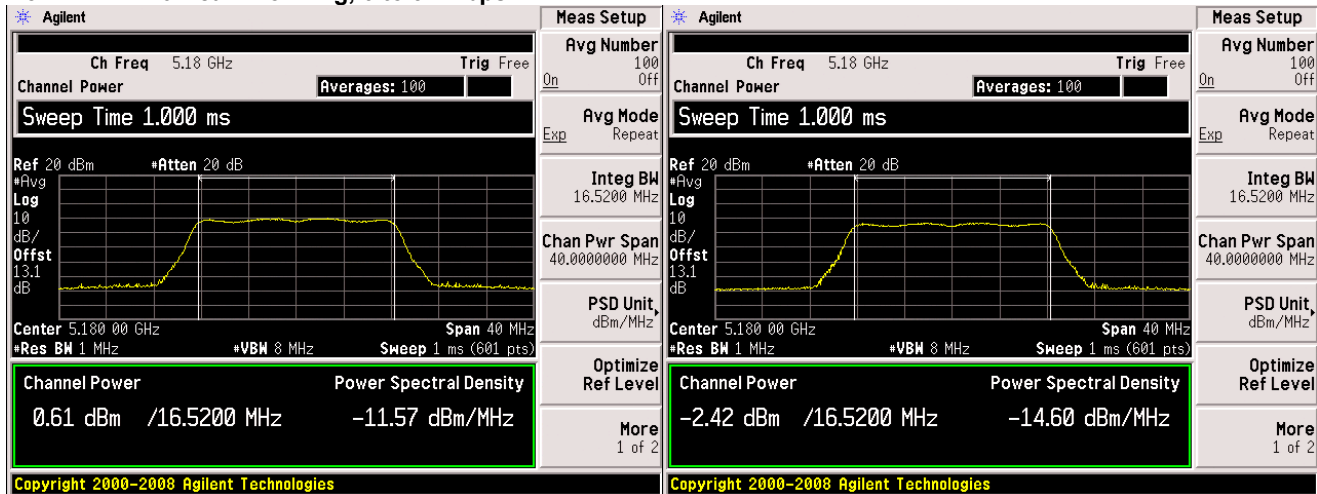 Agilent
Meas Setup
Ch Freq 5.18 GHz Trig Free
Channel Power Averages: 100
Sweep Time 1.000 ms
Ref 20 dBm #Atten 20 dB
#Avg
Log
10
dB/
Offst
13.1
dB
Center 5.180 00 GHz Span 40 MHz
#Res BW 1 MHz #VBW 8 MHz Sweep 1 ms (601 pts)
Channel Power Power Spectral Density
0.61 dBm /16.5200 MHz -11.57 dBm/MHz
Copyright 2000-2008 Agilent Technologies
Avg Number
100
On Off
Avg Mode
Exp Repeat
Integ BW
16.5200 MHz
Chan Pwr Span
40.0000000 MHz
PSD Unit
dBm/MHz
Optimize
Ref Level
More
1 of 2
Agilent
Meas Setup
Ch Freq 5.18 GHz Trig Free
Channel Power Averages: 100
Sweep Time 1.000 ms
Ref 20 dBm #Atten 20 dB
#Avg
Log
10
dB/
Offst
13.1
dB
Center 5.180 00 GHz Span 40 MHz
#Res BW 1 MHz #VBW 8 MHz Sweep 1 ms (601 pts)
Channel Power Power Spectral Density
-2.42 dBm /16.5200 MHz -14.60 dBm/MHz
Copyright 2000-2008 Agilent Technologies
Avg Number
100
On Off
Avg Mode
Exp Repeat
Integ BW
16.5200 MHz
Chan Pwr Span
40.0000000 MHz
PSD Unit
dBm/MHz
Optimize
Ref Level
More
1 of 2